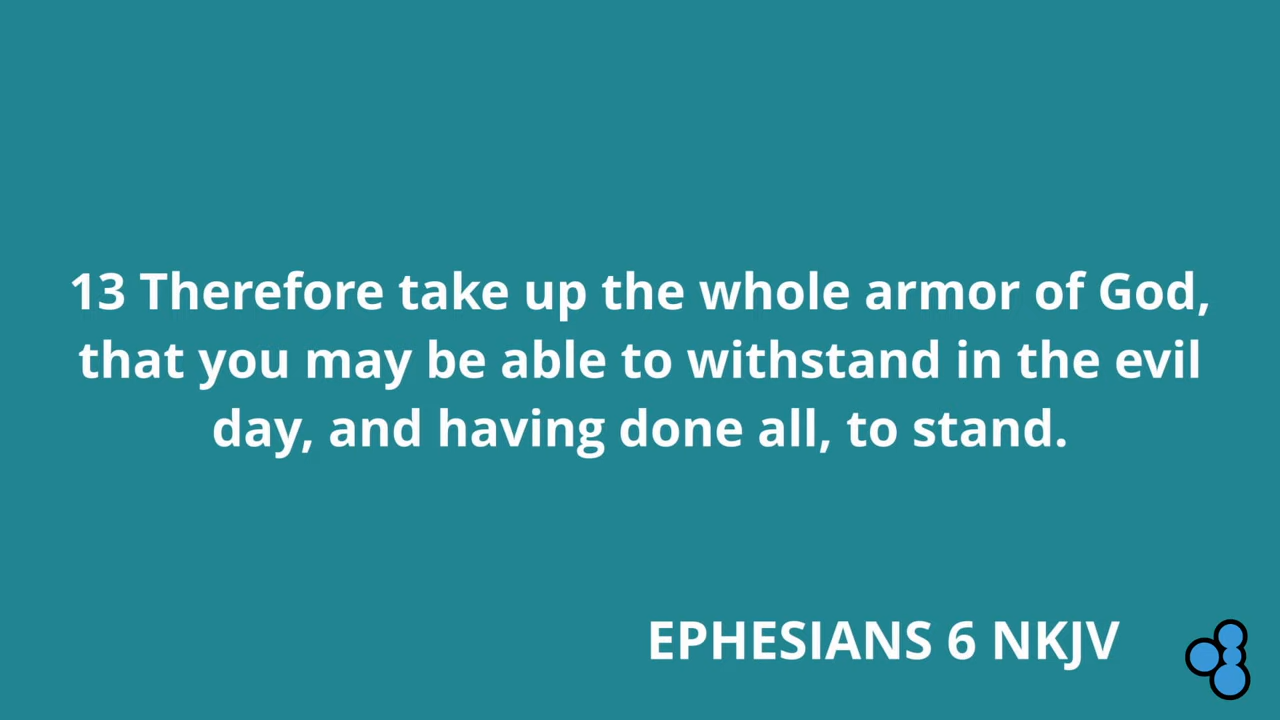 13 Therefore take up the whole armor of God,
that you may be able to withstand in the evil
day, and having done all, to stand.
EPHESIANS 6 NKJV